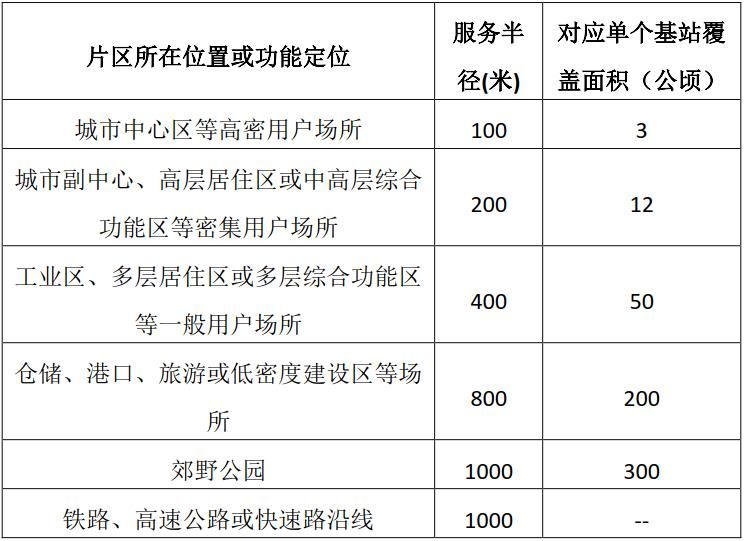 片区所在位置或功能定位
服务半
径(米)
对应单个基站覆
盖面积（公顷）
城市中心区等高密用户场所
100
3
城市副中心、高层居住区或中高层综合
功能区等密集用户场所
200
12
工业区、多层居住区或多层综合功能区
等一般用户场所
400
50
仓储、港口、旅游或低密度建设区等场
所
800
200
郊野公园
1000
300
铁路、高速公路或快速路沿线
1000
--